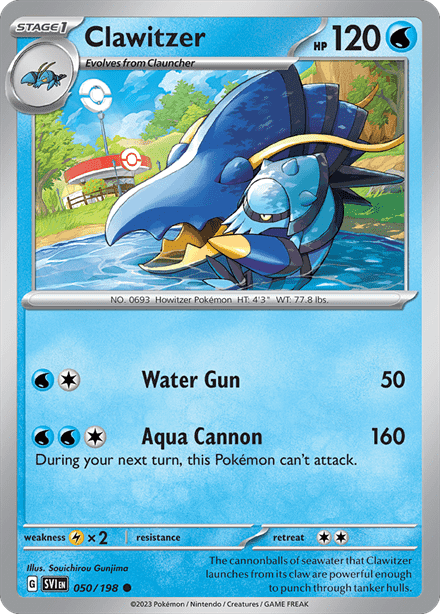 STAGE1
Clawitzer
HP 120
Evolves from Clauncher
NO. 0693 Howitzer Pokémon HT: 4'3" WT: 77.8 lbs.
Water Gun 50
Aqua Cannon 160
During your next turn, this Pokémon can't attack.
weakness ×2 resistance retreat
Illus. Souichirou Gunjima
The cannonballs of seawater that Clawitzer
launches from its claw are powerful enough
to punch through tanker hulls.
G SVI EN 050/198
©2023 Pokémon / Nintendo / Creatures / GAME FREAK